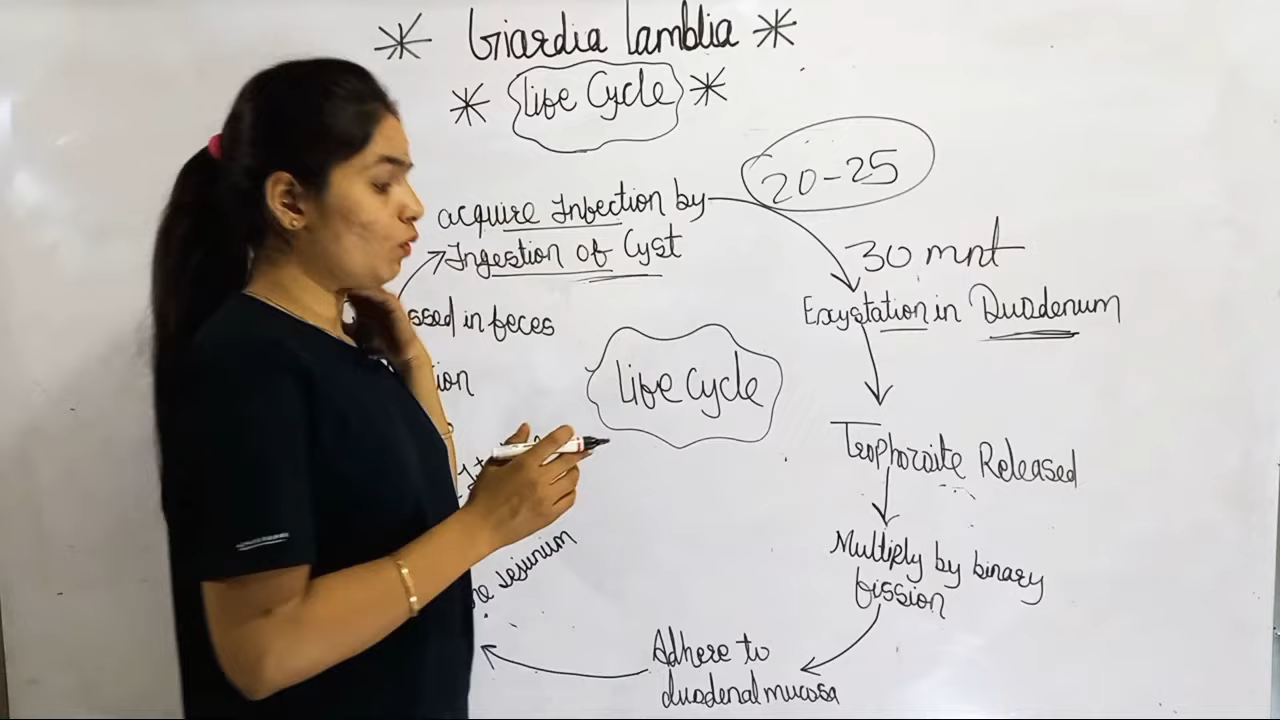 * Giardia lamblia *
* Life Cycle *
20-25
acquire Infection by
Ingestion of Cyst
30 mnt
Exystation in Duodenum
ssed in feces
Life Cycle
ion
Trophozoite Released
Multiply by binary
fission
Jejunum
Adhere to
duodenal mucosa